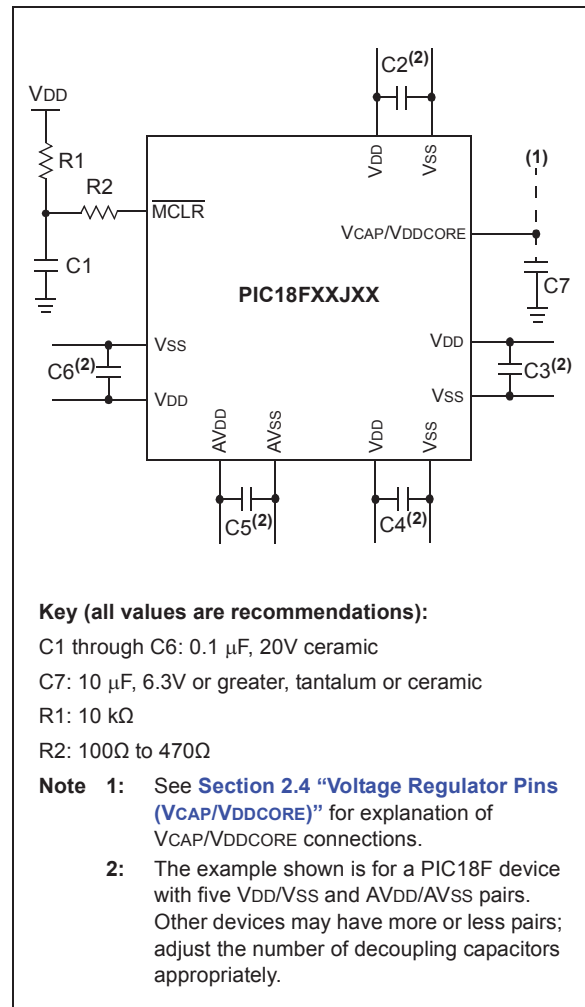 C2(2)
VDD
R1
R2
C1
MCLR
VDD
VSS
(1)
VCAP/VDDCORE
C7
PIC18FXXJXX
VSS
C6(2)
VDD
VDD
C3(2)
VSS
AVDD
AVSS
VDD
VSS
C5(2)
C4(2)
Key (all values are recommendations):
C1 through C6: 0.1 μF, 20V ceramic
C7: 10 μF, 6.3V or greater, tantalum or ceramic
R1: 10 kΩ
R2: 100Ω to 470Ω
Note 1: See Section 2.4 “Voltage Regulator Pins
(VCAP/VDDCORE)” for explanation of
VCAP/VDDCORE connections.
2: The example shown is for a PIC18F device
with five VDD/VSS and AVDD/AVSS pairs.
Other devices may have more or less pairs;
adjust the number of decoupling capacitors
appropriately.